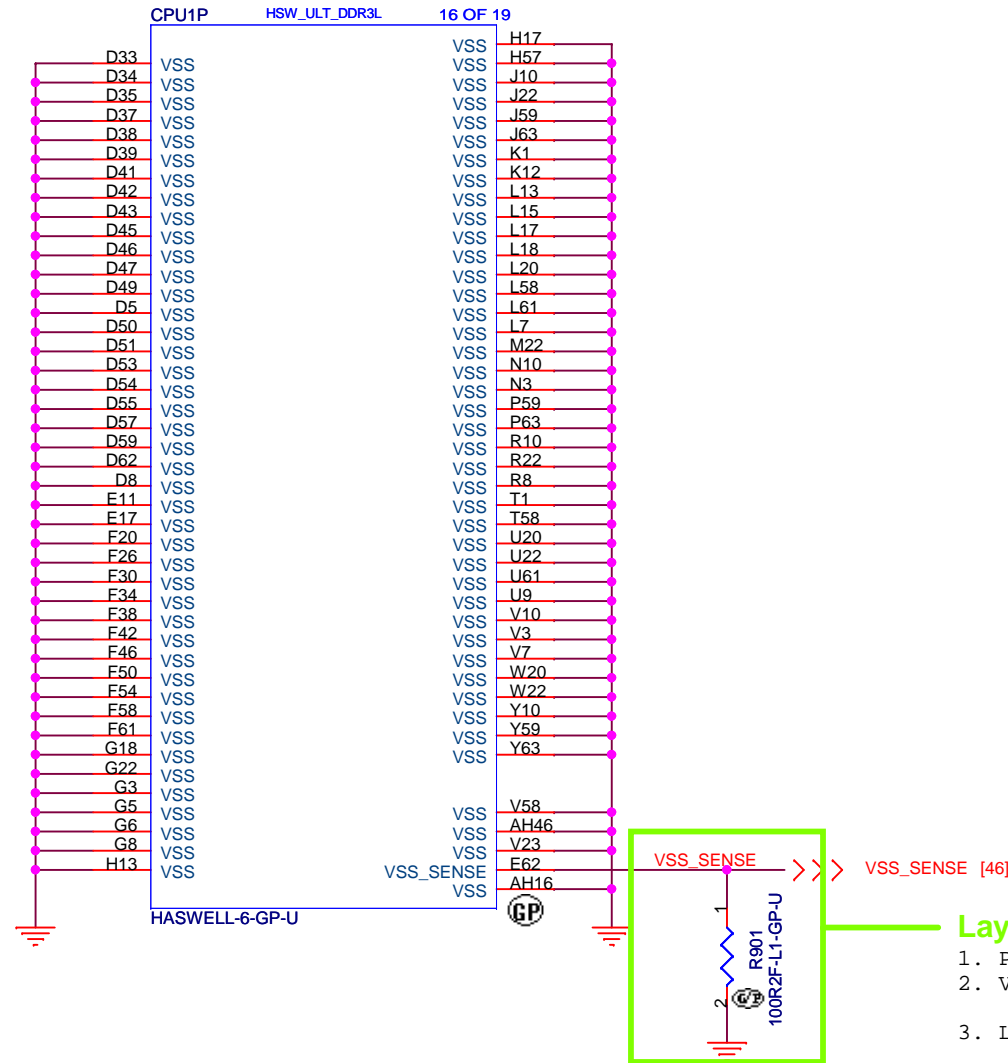 CPU1P HSW_ULT_DDR3L 16 OF 19
VSS H17
D33 VSS VSS H57
D34 VSS VSS J10
D35 VSS VSS J22
D37 VSS VSS J59
D38 VSS VSS J63
D39 VSS VSS K1
D41 VSS VSS K12
D42 VSS VSS L13
D43 VSS VSS L15
D45 VSS VSS L17
D46 VSS VSS L18
D47 VSS VSS L20
D49 VSS VSS L58
D5 VSS VSS L61
D50 VSS VSS L7
D51 VSS VSS M22
D53 VSS VSS N10
D54 VSS VSS N3
D55 VSS VSS P59
D57 VSS VSS P63
D59 VSS VSS R10
D62 VSS VSS R22
D8 VSS VSS R8
E11 VSS VSS T1
E17 VSS VSS T58
F20 VSS VSS U20
F26 VSS VSS U22
F30 VSS VSS U61
F34 VSS VSS U9
F38 VSS VSS V10
F42 VSS VSS V3
F46 VSS VSS V7
F50 VSS VSS W20
F54 VSS VSS W22
F58 VSS VSS Y10
F61 VSS VSS Y59
G18 VSS VSS Y63
G22 VSS
G3 VSS
G5 VSS VSS V58
G6 VSS VSS AH46
G8 VSS VSS V23
H13 VSS VSS_SENSE E62 VSS_SENSE VSS_SENSE [46]
VSS AH16
HASWELL-6-GP-U GP
1 R901 2
100R2F-L1-GP-U
G/P
Lay
1. P
2. V
3. L